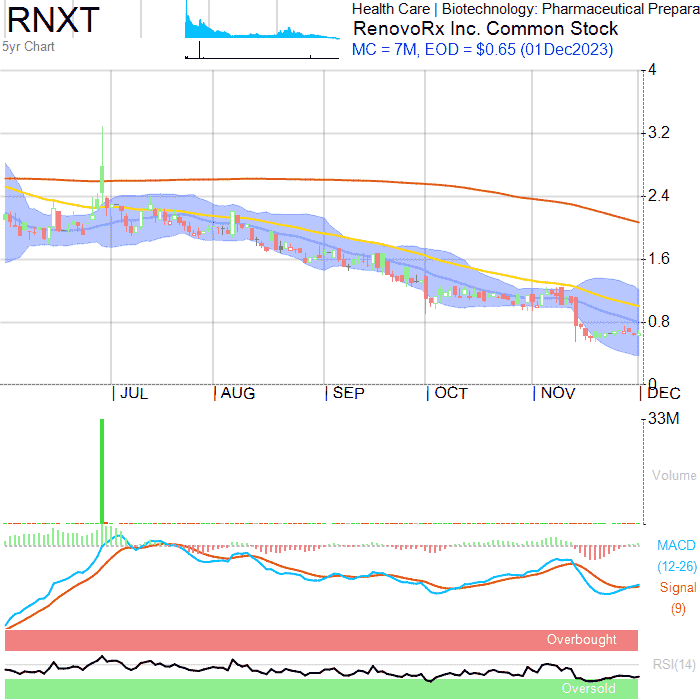 RNXT
5yr Chart
Health Care | Biotechnology: Pharmaceutical Prepara
RenovoRx Inc. Common Stock
MC = 7M, EOD = $0.65 (01Dec2023)
4
3.2
2.4
1.6
0.8
0
JUL
AUG
SEP
OCT
NOV
DEC
33M
Volume
MACD
(12-26)
Signal
(9)
Overbought
RSI(14)
Oversold